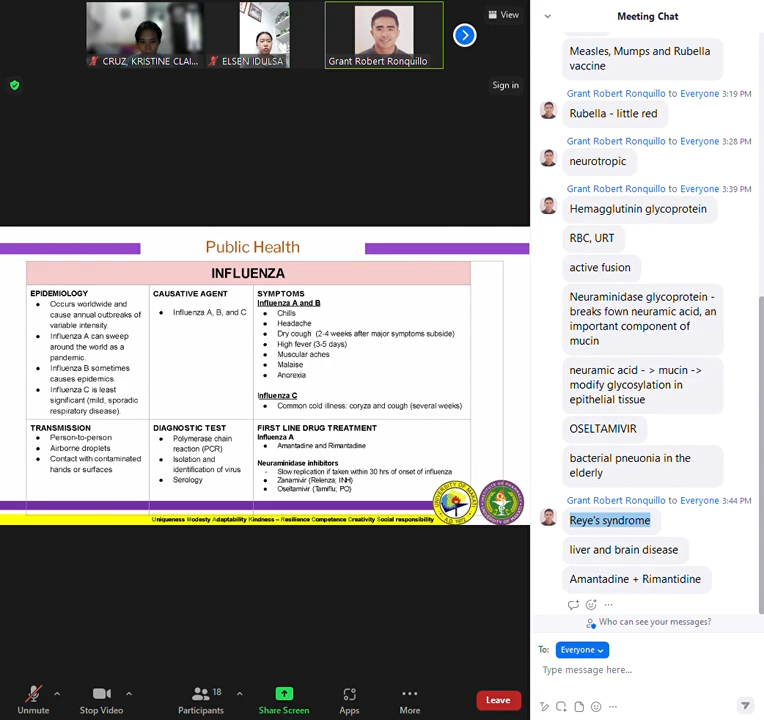 View
CRUZ, KRISTINE CLAI...
ELSEN IDULSA
Grant Robert Ronquillo
Sign in
Public Health
INFLUENZA
EPIDEMIOLOGY
Occurs worldwide and
cause annual outbreaks of
variable intensity.
Influenza A can sweep
around the world as a
pandemic.
Influenza B sometimes
causes epidemics.
Influenza C is least
significant (mild, sporadic
respiratory disease).
CAUSATIVE AGENT
Influenza A, B, and C
SYMPTOMS
Influenza A and B
Chills
Headache
Dry cough (2-4 weeks after major symptoms subside)
High fever (3-5 days)
Muscular aches
Malaise
Anorexia
Influenza C
Common cold illness: coryza and cough (several weeks)
TRANSMISSION
Person-to-person
Airborne droplets
Contact with contaminated
hands or surfaces
DIAGNOSTIC TEST
Polymerase chain
reaction (PCR)
Isolation and
identification of virus
Serology
FIRST LINE DRUG TREATMENT
Influenza A
Amantadine and Rimantadine
Neuraminidase inhibitors
- Slow replication if taken within 30 hrs of onset of influenza
Zanamivir (Relenza; INH)
Oseltamivir (Tamiflu; PO)
Uniqueness Modesty Adaptability Kindness – Resilience Competence Creativity Social responsibility
Unmute
Stop Video
Participants
18
Share Screen
Apps
More
Leave
Meeting Chat
Measles, Mumps and Rubella
vaccine
Grant Robert Ronquillo to Everyone 3:19 PM
Rubella - little red
Grant Robert Ronquillo to Everyone 3:28 PM
neurotropic
Grant Robert Ronquillo to Everyone 3:39 PM
Hemagglutinin glycoprotein
RBC, URT
active fusion
Neuraminidase glycoprotein -
breaks fown neuramic acid, an
important component of
mucin
neuramic acid - > mucin ->
modify glycosylation in
epithelial tissue
OSELTAMIVIR
bacterial pneuonia in the
elderly
Grant Robert Ronquillo to Everyone 3:44 PM
Reye's syndrome
liver and brain disease
Amantadine + Rimantidine
Who can see your messages?
To: Everyone
Type message here...